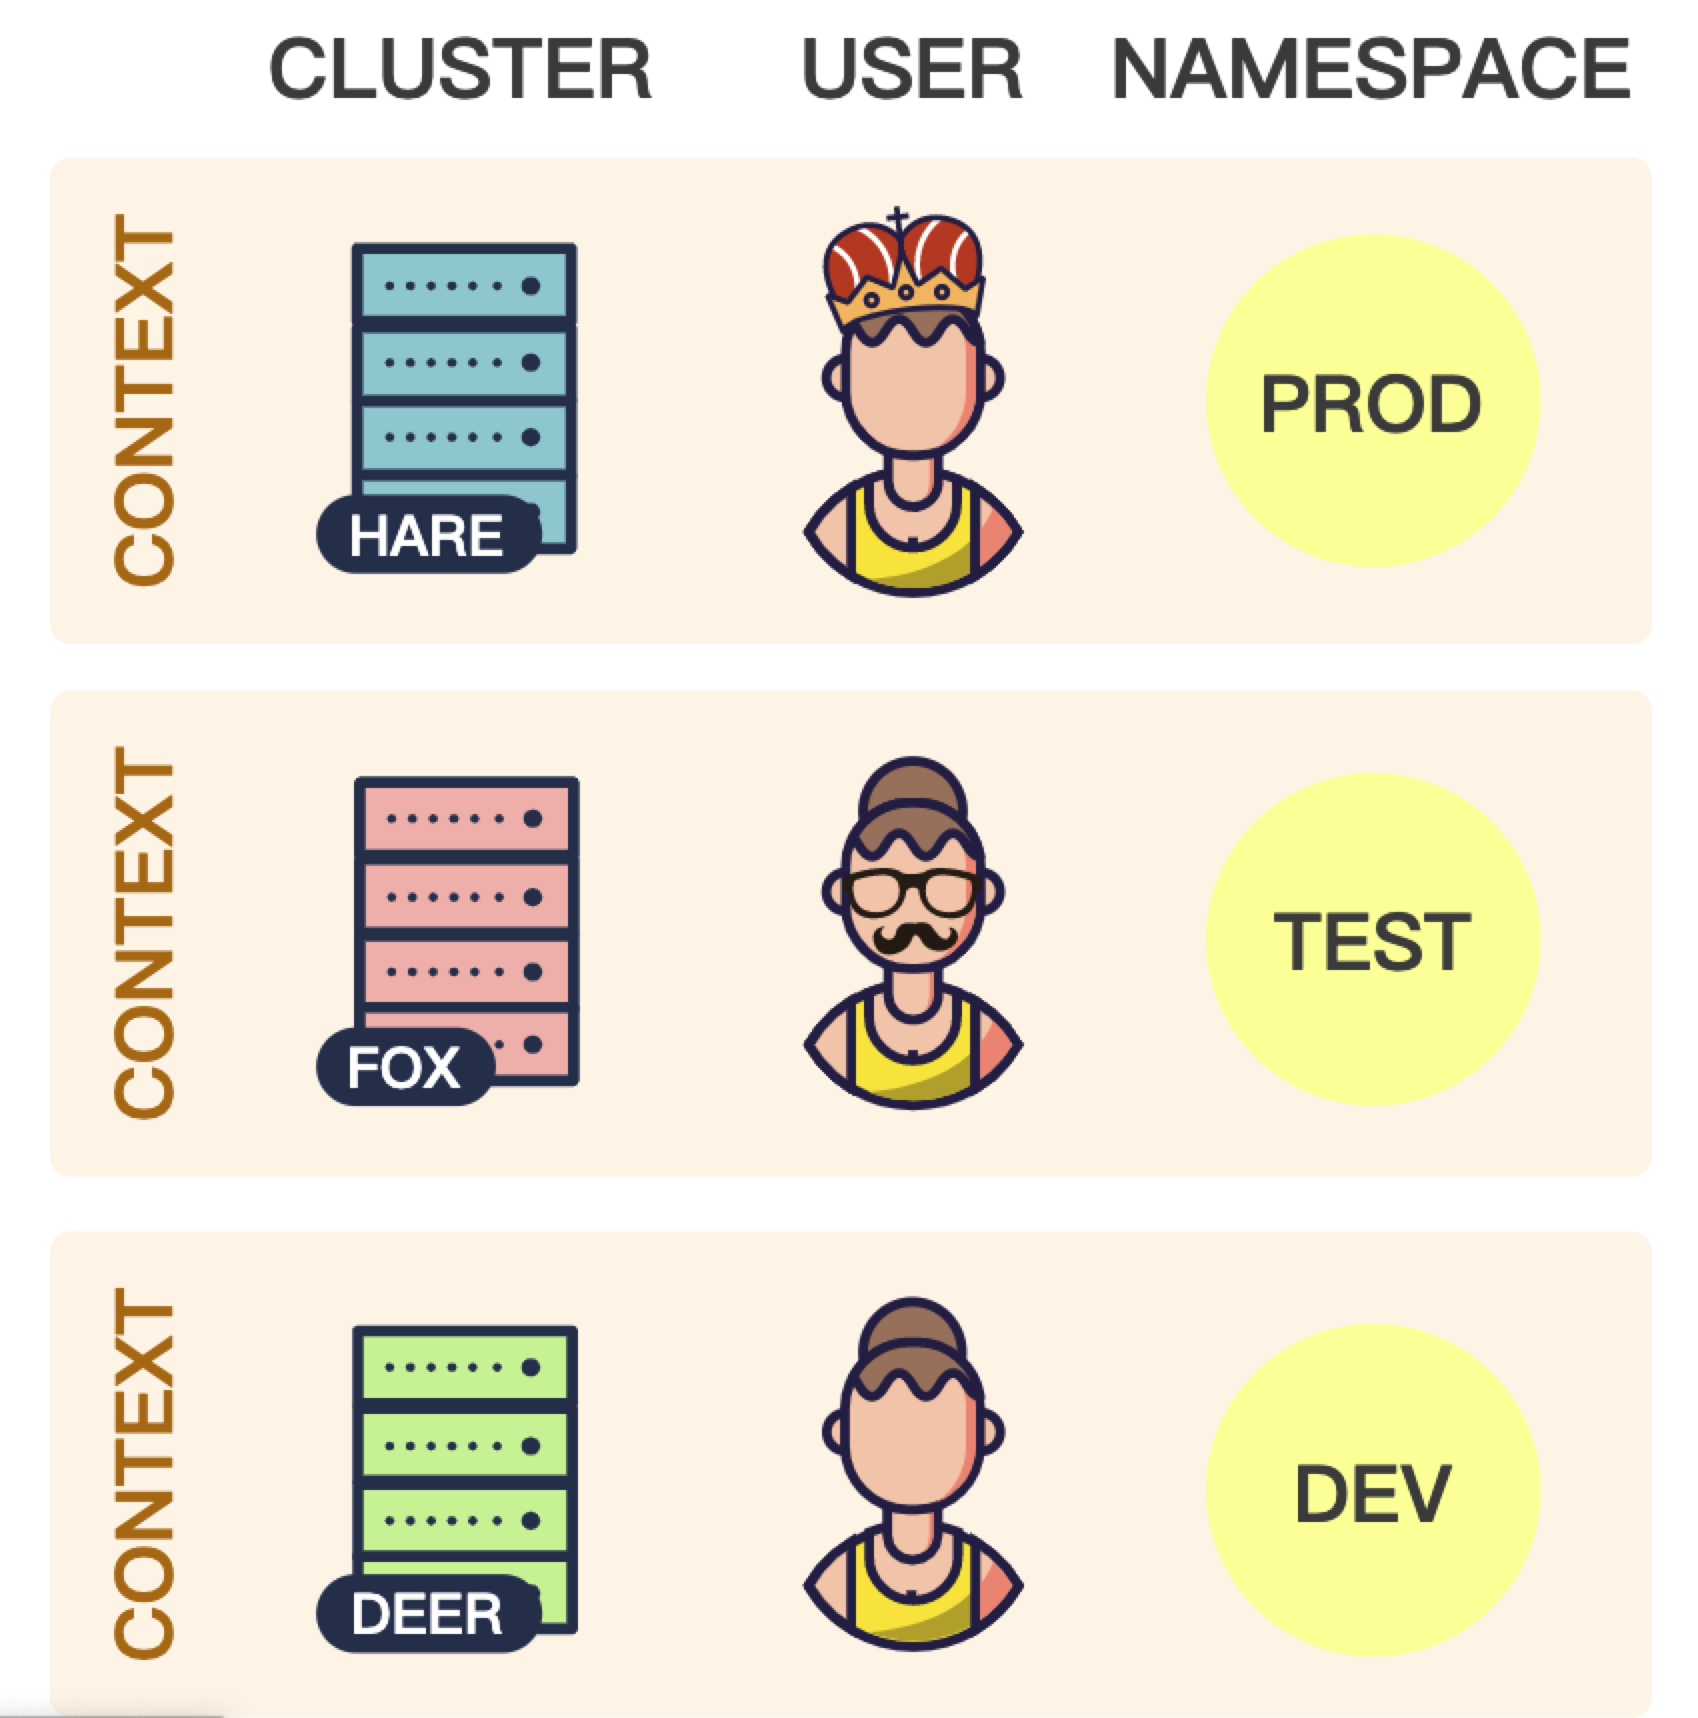 CLUSTER USER NAMESPACE
CONTEXT
HARE
PROD
CONTEXT
FOX
TEST
CONTEXT
DEER
DEV